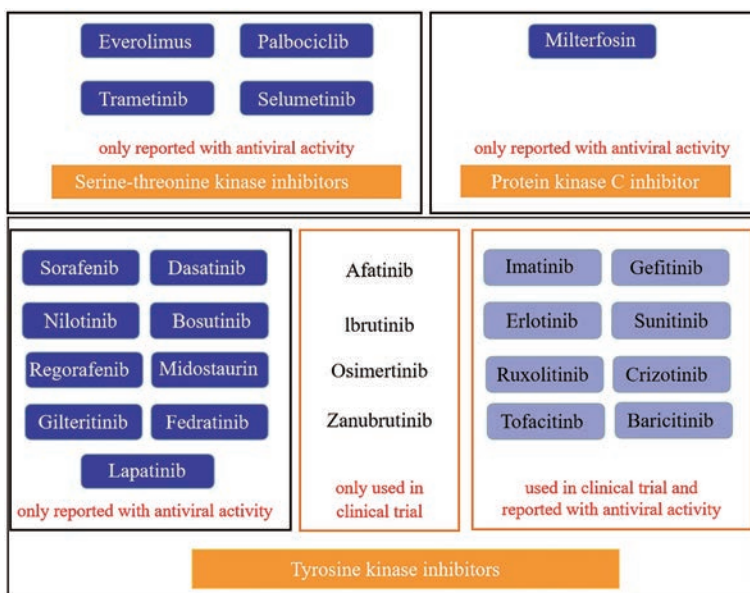 Everolimus Palbociclib
Trametinib Selumetinib
only reported with antiviral activity
Serine-threonine kinase inhibitors
Milterfosin
only reported with antiviral activity
Protein kinase C inhibitor
Sorafenib Dasatinib
Nilotinib Bosutinib
Regorafenib Midostaurin
Gilteritinib Fedratinib
Lapatinib
only reported with antiviral activity
Afatinib
Ibrutinib
Osimertinib
Zanubrutinib
only used in
clinical trial
Imatinib Gefitinib
Erlotinib Sunitinib
Ruxolitinib Crizotinib
Tofacitinb Baricitinib
used in clinical trial and
reported with antiviral activity
Tyrosine kinase inhibitors